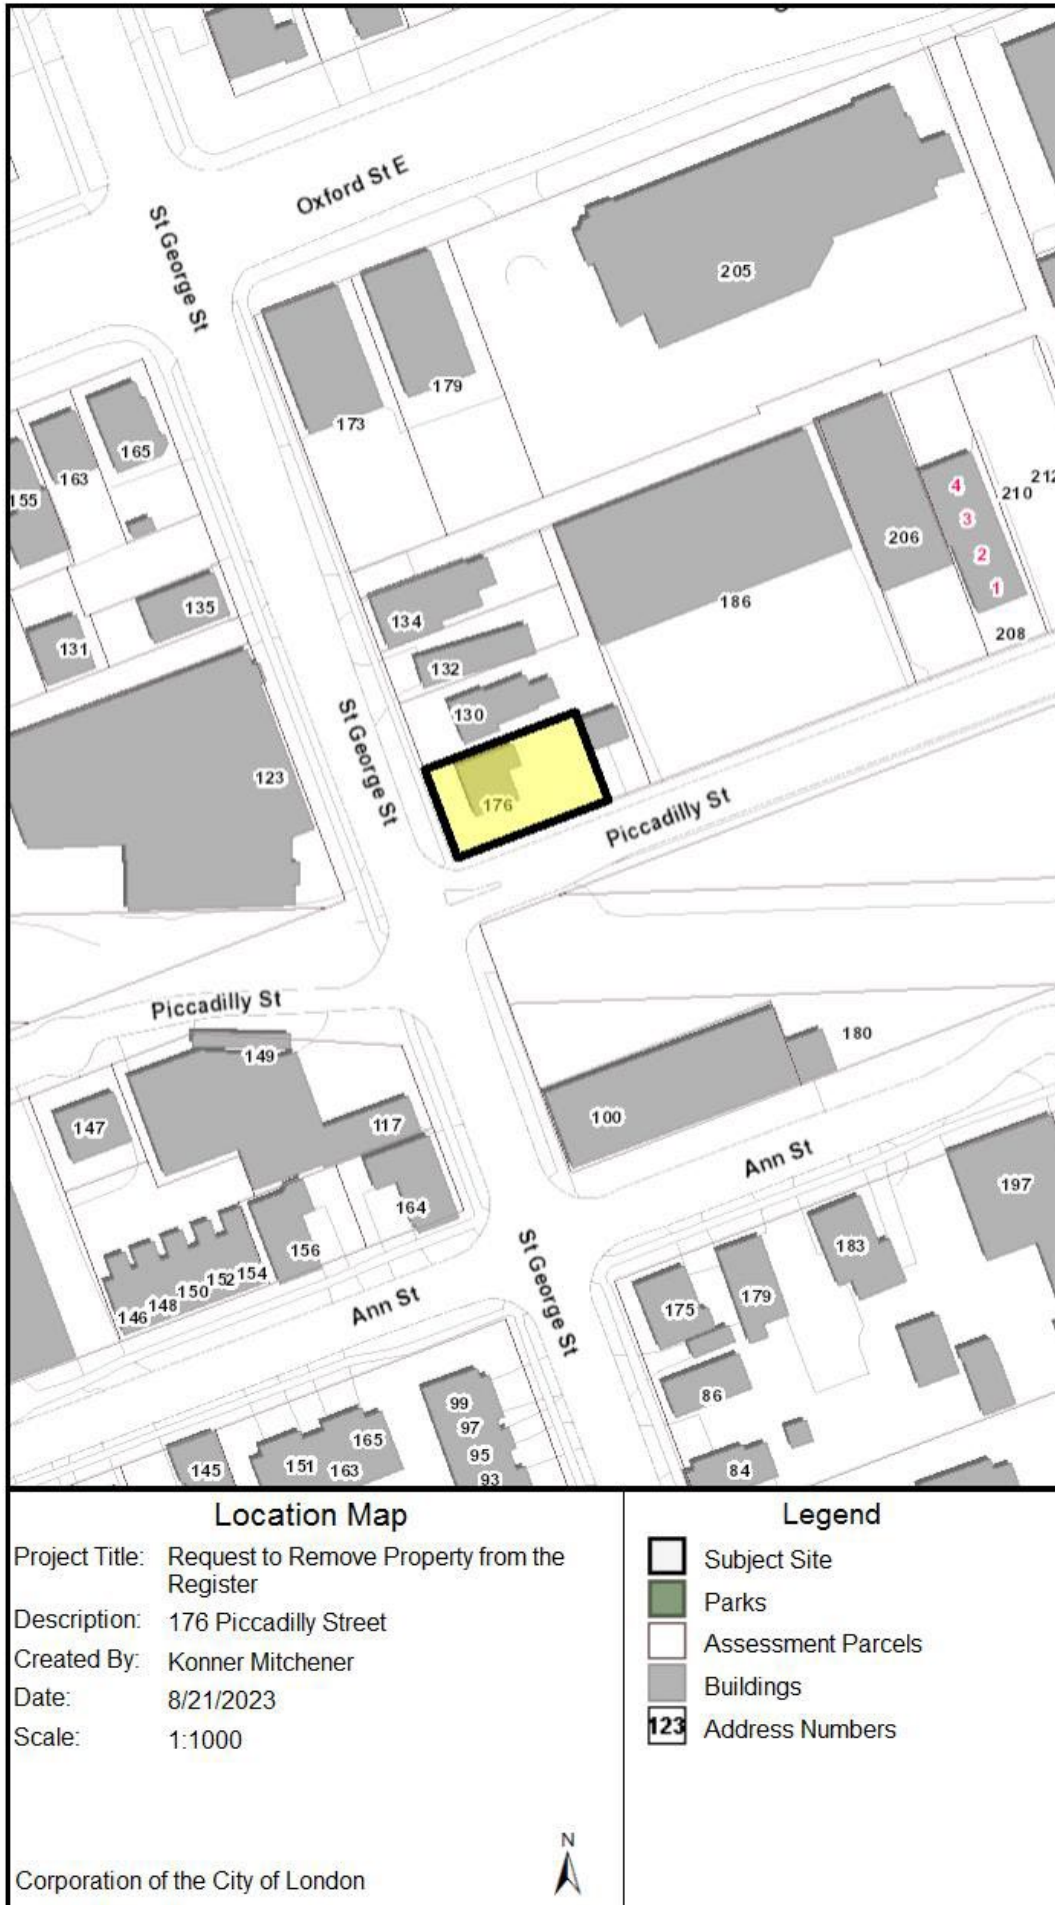 Oxford St E
St George St
205
179
173
165
163
155
4
3
2
1
212
210
206
186
208
135
134
131
132
130
St George St
123
176
Piccadilly St
Piccadilly St
149
180
147
117
100
Ann St
164
197
156
183
154
152
150
148
146
Ann St
St George St
179
175
86
99
97
95
93
165
163
151
145
84
Location Map
Project Title: Request to Remove Property from the
Register
Description: 176 Piccadilly Street
Created By: Konner Mitchener
Date: 8/21/2023
Scale: 1:1000
N
Corporation of the City of London
Legend
Subject Site
Parks
Assessment Parcels
Buildings
123 Address Numbers